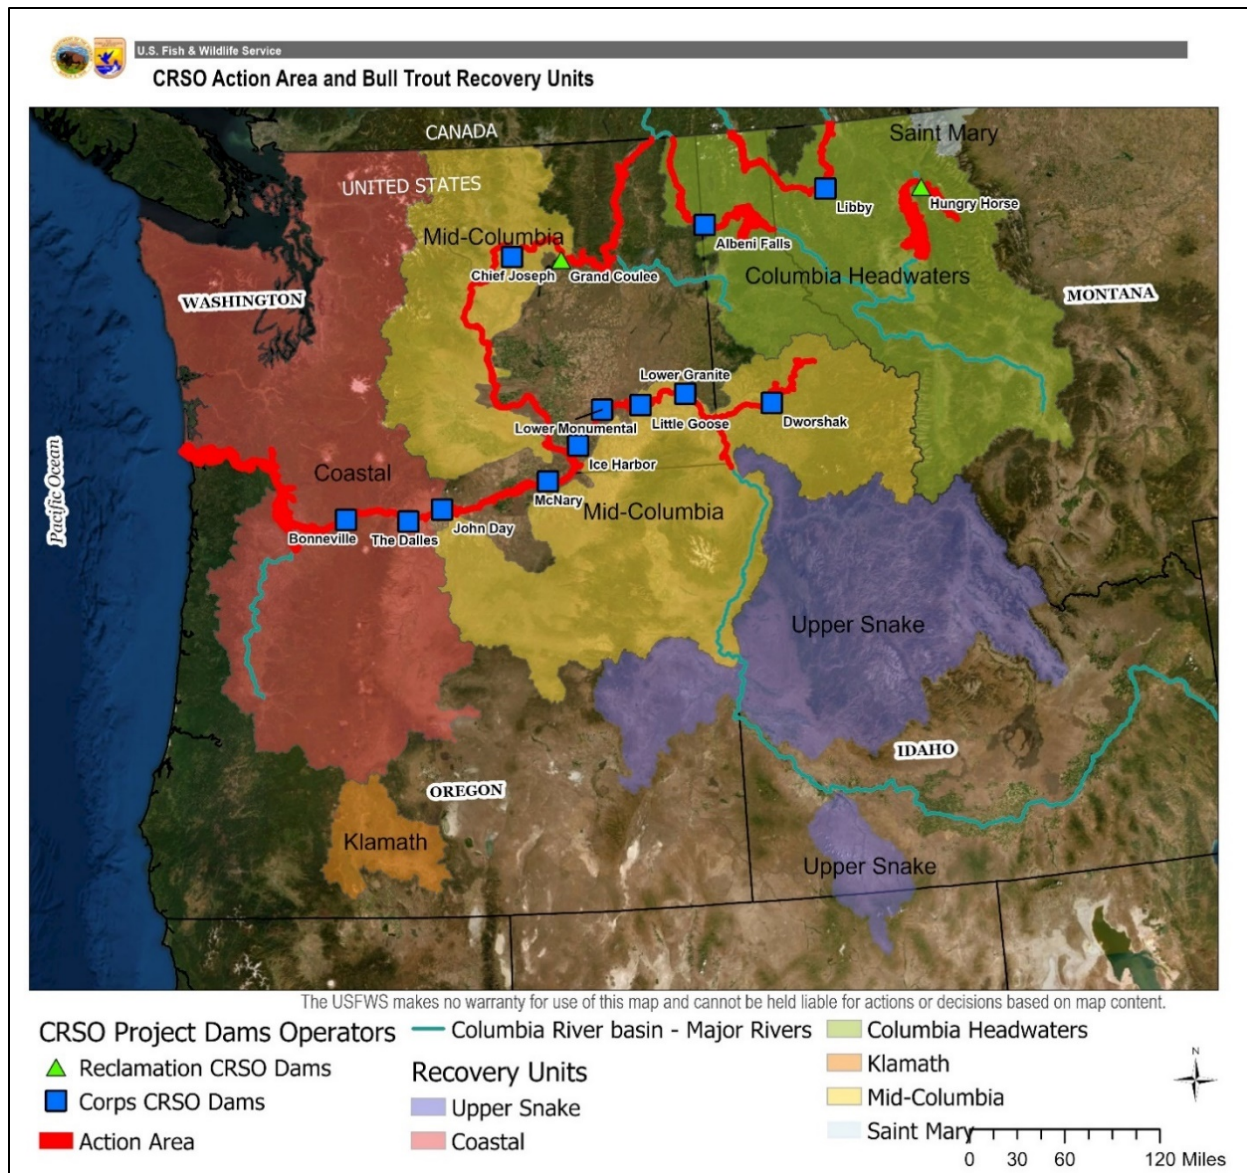 U.S. Fish & Wildlife Service
CRSO Action Area and Bull Trout Recovery Units
CANADA
Saint Mary
UNITED STATES
Libby
Hungry Horse
Mid-Columbia
Albeni Falls
Chief Joseph
Grand Coulee
Columbia Headwaters
WASHINGTON
MONTANA
Lower Granite
Lower Monumental
Little Goose
Dworshak
Pacific Ocean
Coastal
Ice Harbor
McNary
Mid-Columbia
Bonneville
The Dalles
John Day
Upper Snake
IDAHO
OREGON
Klamath
Upper Snake
The USFWS makes no warranty for use of this map and cannot be held liable for actions or decisions based on map content.
CRSO Project Dams Operators
Reclamation CRSO Dams
Corps CRSO Dams
Action Area
Columbia River basin - Major Rivers
Recovery Units
Upper Snake
Coastal
Columbia Headwaters
Klamath
Mid-Columbia
Saint Mary
N
0 30 60 120 Miles